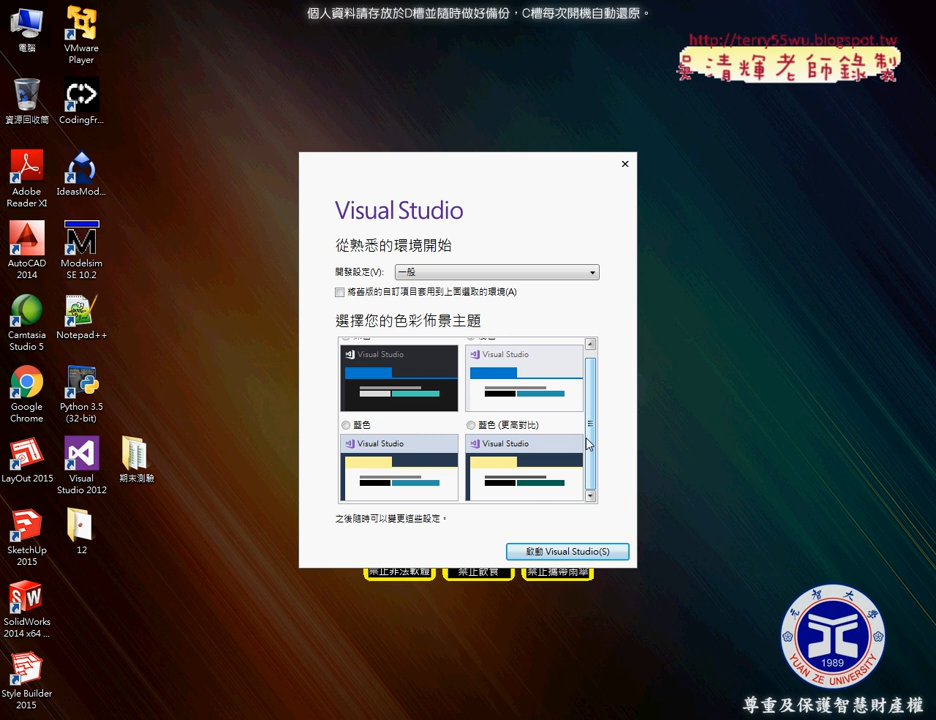 個人資料請存放於D槽並隨時做好備份，C槽每次開機自動還原。
http://terry55wu.blogspot.tw
吳清輝老師錄製
電腦
VMware
Player
資源回收筒
CodingFr...
Adobe
Reader XI
IdeasMod...
AutoCAD
2014
Modelsim
SE 10.2
Camtasia
Studio 5
Notepad++
Google
Chrome
Python 3.5
(32-bit)
LayOut 2015
Visual
Studio 2012
期末測驗
SketchUp
2015
12
SolidWorks
2014 x64 ...
Style Builder
2015
Visual Studio
從熟悉的環境開始
開發設定(V):
一般
將舊版的自訂項目套用到上面選取的環境(A)
選擇您的色彩佈景主題
Visual Studio
Visual Studio
藍色
藍色 (更高對比)
Visual Studio
Visual Studio
之後隨時可以變更這些設定。
啟動 Visual Studio(S)
禁止非法軟體
禁止飲食
禁止攜帶雨傘
元智大學
1989
YUAN ZE UNIVERSITY
尊重及保護智慧財產權